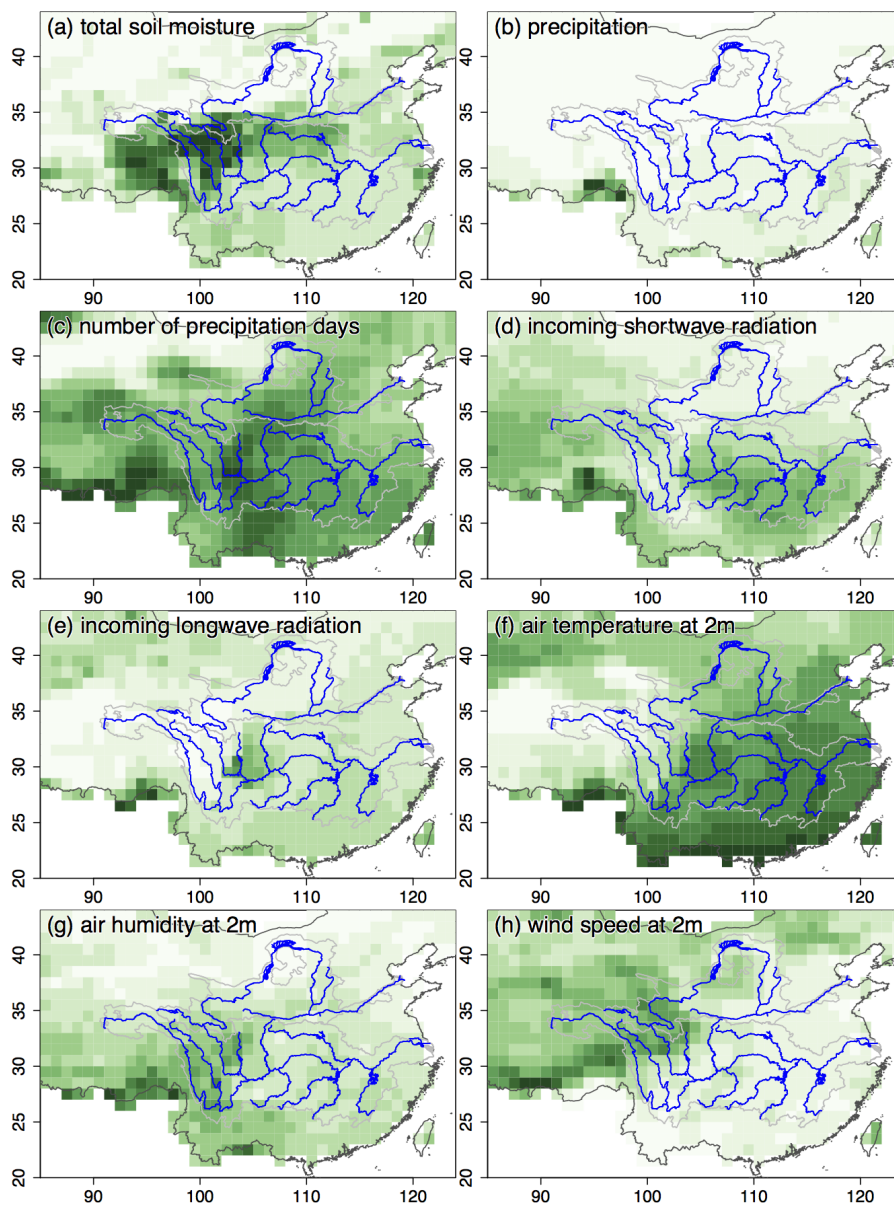 (a) total soil moisture
(b) precipitation
40
35
30
25
20
90 100 110 120
40
35
30
25
20
90 100 110 120
(c) number of precipitation days
(d) incoming shortwave radiation
40
35
30
25
20
90 100 110 120
40
35
30
25
20
90 100 110 120
(e) incoming longwave radiation
(f) air temperature at 2m
40
35
30
25
20
90 100 110 120
40
35
30
25
20
90 100 110 120
(g) air humidity at 2m
(h) wind speed at 2m
40
35
30
25
20
90 100 110 120
40
35
30
25
20
90 100 110 120